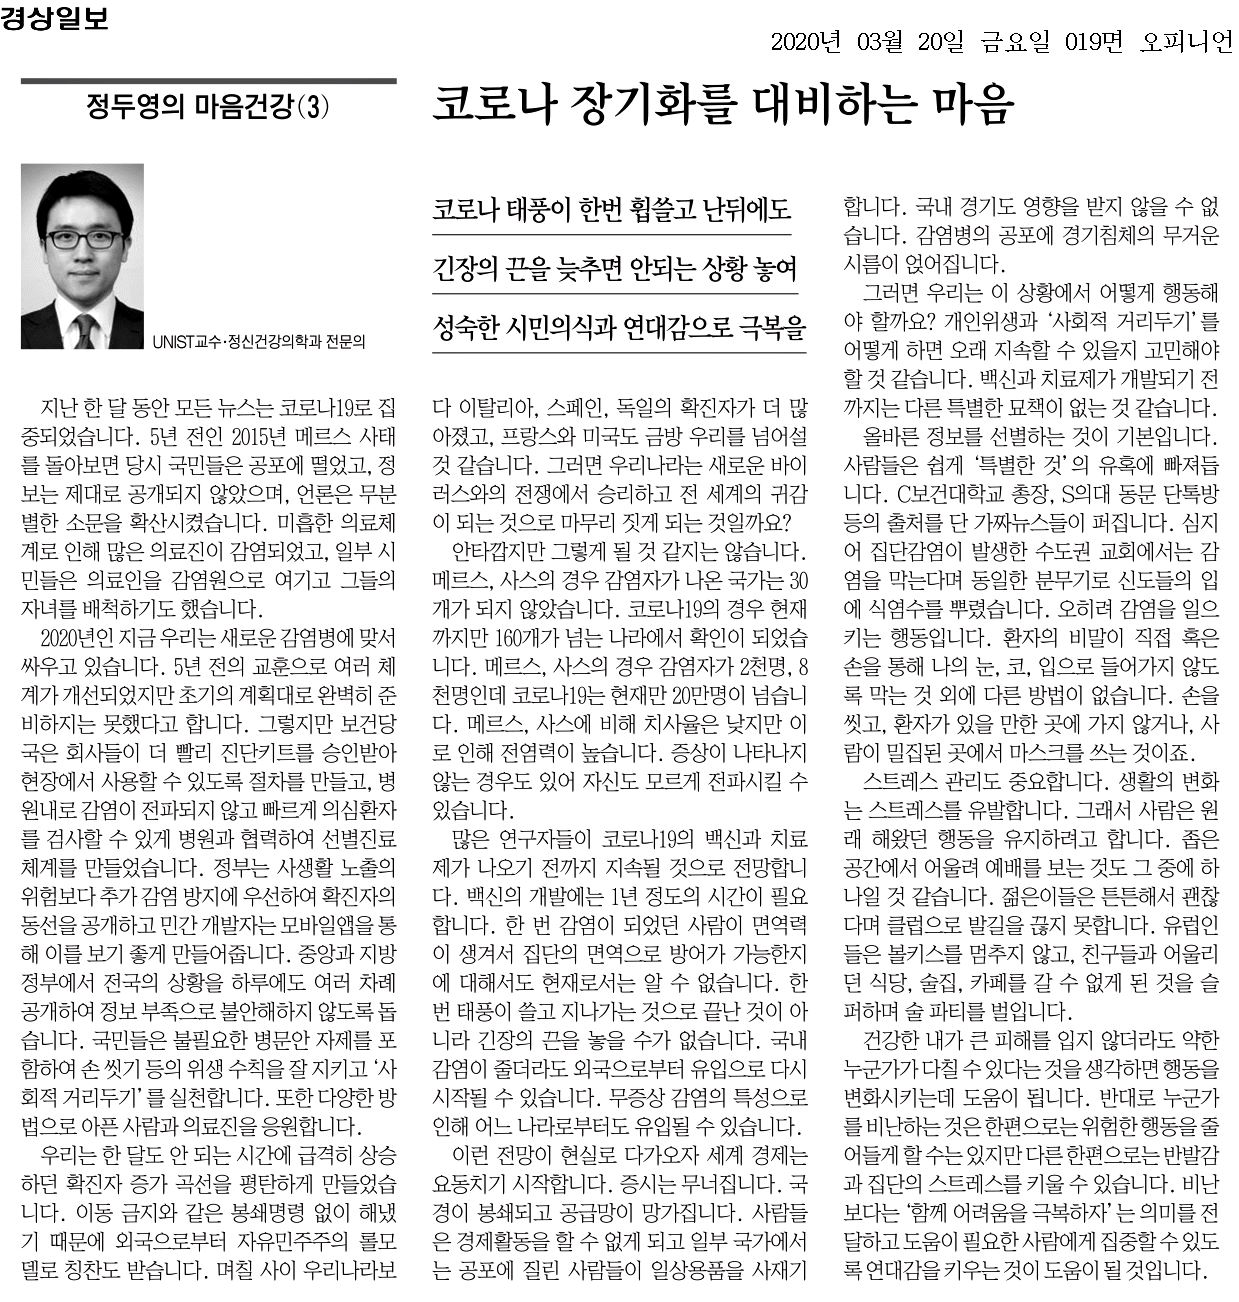 경상일보
2020년 03월 20일 금요일 019면 오피니언
정두영의 마음건강(3)
코로나 장기화를 대비하는 마음
UNIST교수·정신건강의학과 전문의
코로나 태풍이 한번 휩쓸고 난뒤에도
긴장의 끈을 늦추면 안되는 상황 놓여
성숙한 시민의식과 연대감으로 극복을
지난 한 달 동안 모든 뉴스는 코로나19로 집
중되었습니다. 5년 전인 2015년 메르스 사태
를 돌아보면 당시 국민들은 공포에 떨었고, 정
보는 제대로 공개되지 않았으며, 언론은 무분
별한 소문을 확산시켰습니다. 미흡한 의료체
계로 인해 많은 의료진이 감염되었고, 일부 시
민들은 의료인을 감염원으로 여기고 그들의
자녀를 배척하기도 했습니다.
2020년인 지금 우리는 새로운 감염병에 맞서
싸우고 있습니다. 5년 전의 교훈으로 여러 체
계가 개선되었지만 초기의 계획대로 완벽히 준
비하지는 못했다고 합니다. 그렇지만 보건당
국은 회사들이 더 빨리 진단키트를 승인받아
현장에서 사용할 수 있도록 절차를 만들고, 병
원내로 감염이 전파되지 않고 빠르게 의심환자
를 검사할 수 있게 병원과 협력하여 선별진료
체계를 만들었습니다. 정부는 사생활 노출의
위험보다 추가 감염 방지에 우선하여 확진자의
동선을 공개하고 민간 개발자는 모바일앱을 통
해 이를 보기 좋게 만들어줍니다. 중앙과 지방
정부에서 전국의 상황을 하루에도 여러 차례
공개하여 정보 부족으로 불안해하지 않도록 돕
습니다. 국민들은 불필요한 병문안 자제를 포
함하여 손 씻기 등의 위생 수칙을 잘 지키고 ‘사
회적 거리두기’를 실천합니다. 또한 다양한 방
법으로 아픈 사람과 의료진을 응원합니다.
우리는 한 달도 안 되는 시간에 급격히 상승
하던 확진자 증가 곡선을 평탄하게 만들었습
니다. 이동 금지와 같은 봉쇄명령 없이 해냈
기 때문에 외국으로부터 자유민주주의 롤모
델로 칭찬도 받습니다. 며칠 사이 우리나라보
다 이탈리아, 스페인, 독일의 확진자가 더 많
아졌고, 프랑스와 미국도 금방 우리를 넘어설
것 같습니다. 그러면 우리나라는 새로운 바이
러스와의 전쟁에서 승리하고 전 세계의 귀감
이 되는 것으로 마무리 짓게 되는 것일까요?
안타깝지만 그렇게 될 것 같지는 않습니다.
메르스, 사스의 경우 감염자가 나온 국가는 30
개가 되지 않았습니다. 코로나19의 경우 현재
까지만 160개가 넘는 나라에서 확인이 되었습
니다. 메르스, 사스의 경우 감염자가 2천명, 8
천명인데 코로나19는 현재만 20만명이 넘습니
다. 메르스, 사스에 비해 치사율은 낮지만 이
로 인해 전염력이 높습니다. 증상이 나타나지
않는 경우도 있어 자신도 모르게 전파시킬 수
있습니다.
많은 연구자들이 코로나19의 백신과 치료
제가 나오기 전까지 지속될 것으로 전망합니
다. 백신의 개발에는 1년 정도의 시간이 필요
합니다. 한 번 감염이 되었던 사람이 면역력
이 생겨서 집단의 면역으로 방어가 가능한지
에 대해서도 현재로서는 알 수 없습니다. 한
번 태풍이 쓸고 지나가는 것으로 끝난 것이 아
니라 긴장의 끈을 놓을 수가 없습니다. 국내
감염이 줄더라도 외국으로부터 유입으로 다시
시작될 수 있습니다. 무증상 감염의 특성으로
인해 어느 나라로부터도 유입될 수 있습니다.
이런 전망이 현실로 다가오자 세계 경제는
요동치기 시작합니다. 증시는 무너집니다. 국
경이 봉쇄되고 공급망이 망가집니다. 사람들
은 경제활동을 할 수 없게 되고 일부 국가에서
는 공포에 질린 사람들이 일상용품을 사재기
합니다. 국내 경기도 영향을 받지 않을 수 없
습니다. 감염병의 공포에 경기침체의 무거운
시름이 얹어집니다.
그러면 우리는 이 상황에서 어떻게 행동해
야 할까요? 개인위생과 ‘사회적 거리두기’를
어떻게 하면 오래 지속할 수 있을지 고민해야
할 것 같습니다. 백신과 치료제가 개발되기 전
까지는 다른 특별한 묘책이 없는 것 같습니다.
올바른 정보를 선별하는 것이 기본입니다.
사람들은 쉽게 ‘특별한 것’의 유혹에 빠져듭
니다. C보건대학교 총장, S의대 동문 단톡방
등의 출처를 단 가짜뉴스들이 퍼집니다. 심지
어 집단감염이 발생한 수도권 교회에서는 감
염을 막는다며 동일한 분무기로 신도들의 입
에 식염수를 뿌렸습니다. 오히려 감염을 일으
키는 행동입니다. 환자의 비말이 직접 혹은
손을 통해 나의 눈, 코, 입으로 들어가지 않도
록 막는 것 외에 다른 방법이 없습니다. 손을
씻고, 환자가 있을 만한 곳에 가지 않거나, 사
람이 밀집된 곳에서 마스크를 쓰는 것이죠.
스트레스 관리도 중요합니다. 생활의 변화
는 스트레스를 유발합니다. 그래서 사람은 원
래 해왔던 행동을 유지하려고 합니다. 좁은
공간에서 어울려 예배를 보는 것도 그 중에 하
나일 것 같습니다. 젊은이들은 튼튼해서 괜찮
다며 클럽으로 발길을 끊지 못합니다. 유럽인
들은 볼키스를 멈추지 않고, 친구들과 어울리
던 식당, 술집, 카페를 갈 수 없게 된 것을 슬
퍼하며 술 파티를 벌입니다.
건강한 내가 큰 피해를 입지 않더라도 약한
누군가가 다칠 수 있다는 것을 생각하면 행동을
변화시키는데 도움이 됩니다. 반대로 누군가
를 비난하는 것은 한편으로는 위험한 행동을 줄
어들게 할 수는 있지만 다른 한편으로는 반발감
과 집단의 스트레스를 키울 수 있습니다. 비난
보다는 ‘함께 어려움을 극복하자’는 의미를 전
달하고 도움이 필요한 사람에게 집중할 수 있도
록 연대감을 키우는 것이 도움이 될 것입니다.